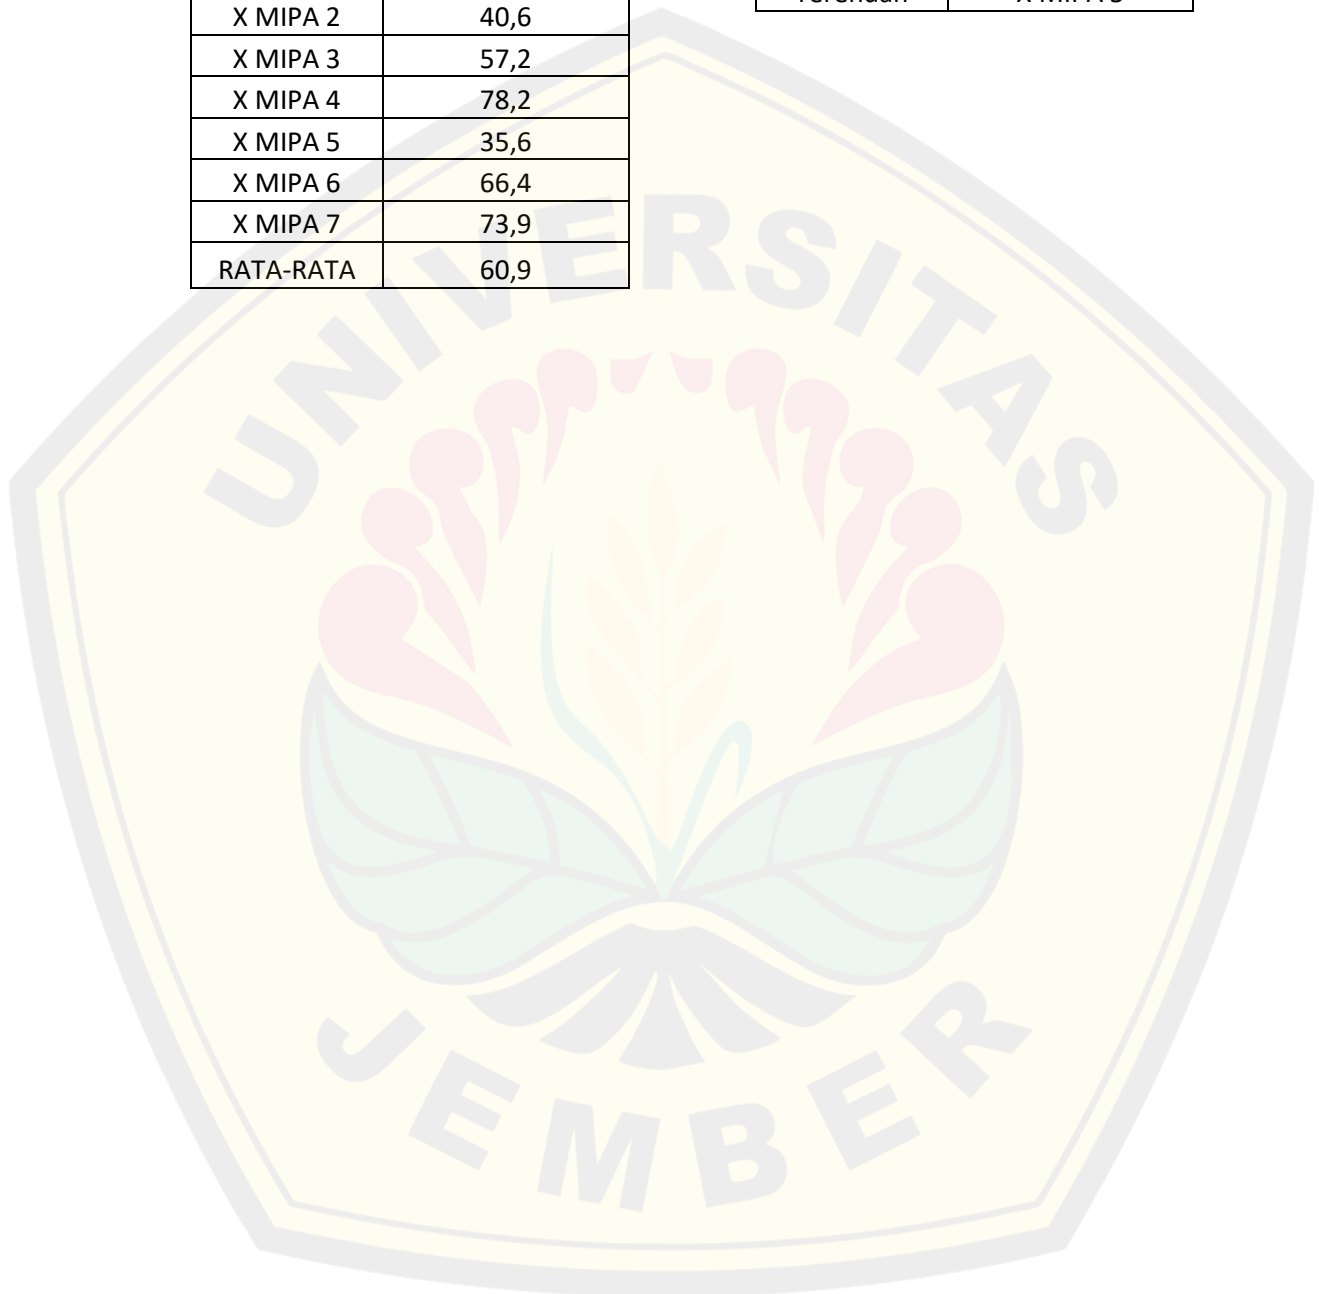 X MIPA 2 40,6
X MIPA 3 57,2
X MIPA 4 78,2
X MIPA 5 35,6
X MIPA 6 66,4
X MIPA 7 73,9
RATA-RATA 60,9
UNIVERSITAS
JEMBER